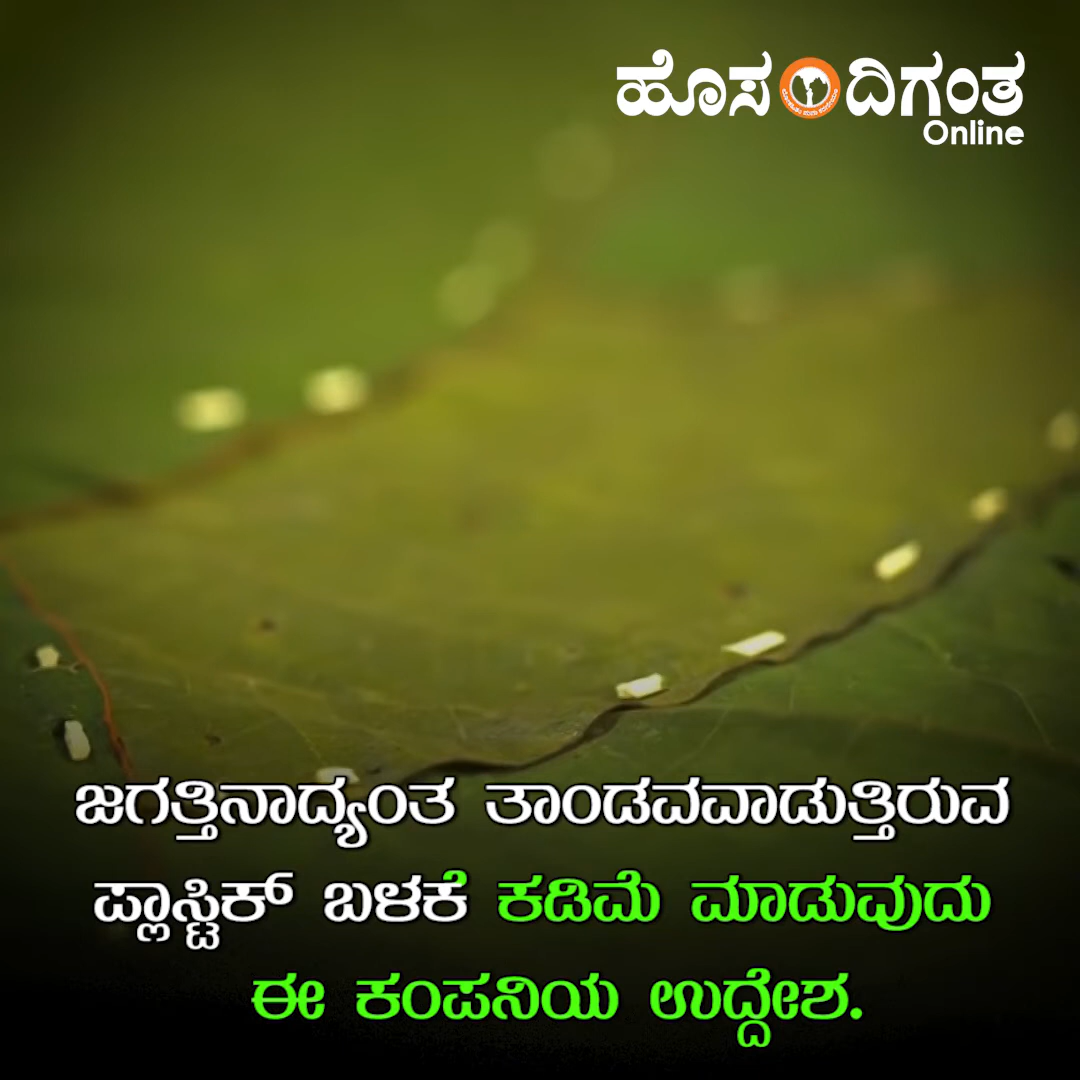 ಹೊಸ ದಿಗಂತ
Online
ಜಗತ್ತಿನಾದ್ಯಂತ ತಾಂಡವವಾಡುತ್ತಿರುವ
ಪ್ಲಾಸ್ಟಿಕ್ ಬಳಕೆ ಕಡಿಮೆ ಮಾಡುವುದು
ಈ ಕಂಪನಿಯ ಉದ್ದೇಶ.